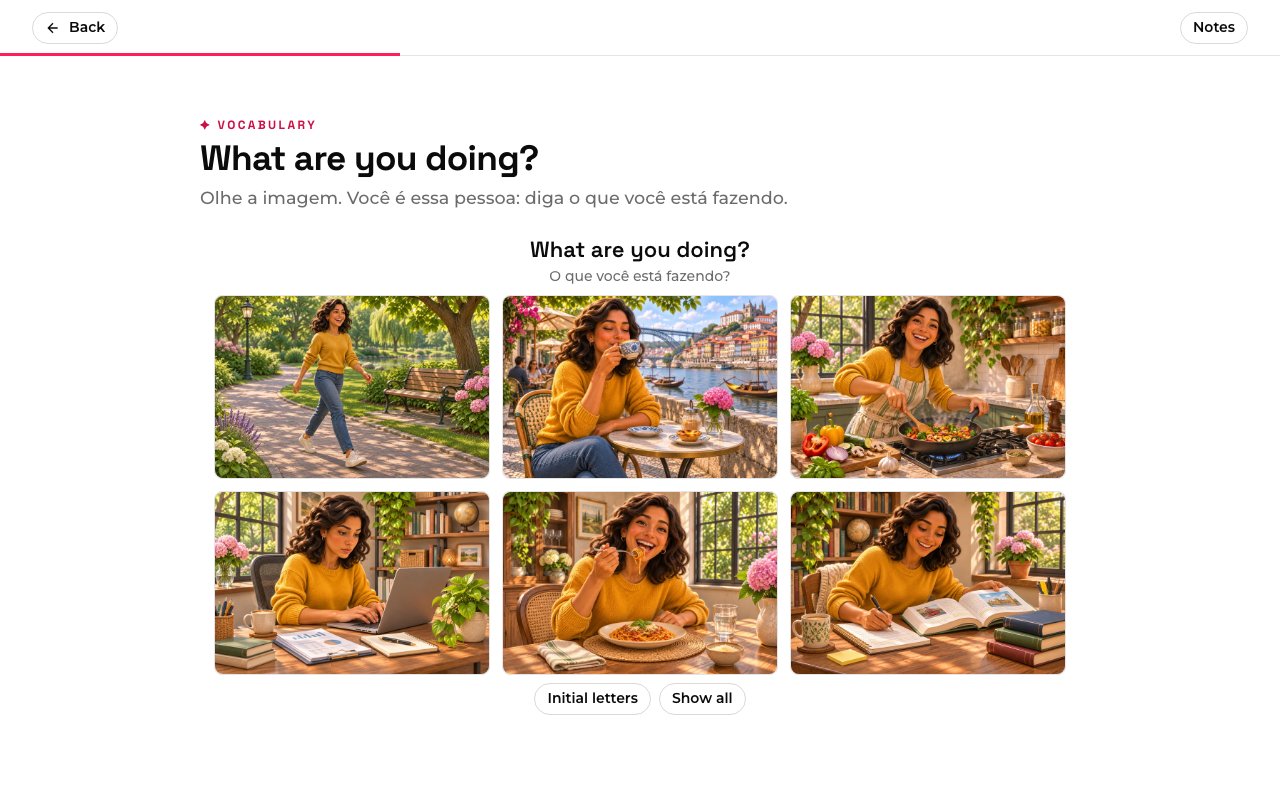 Back
Notes
VOCABULARY
What are you doing?
Olhe a imagem. Você é essa pessoa: diga o que você está fazendo.
What are you doing?
O que você está fazendo?
Initial letters
Show all